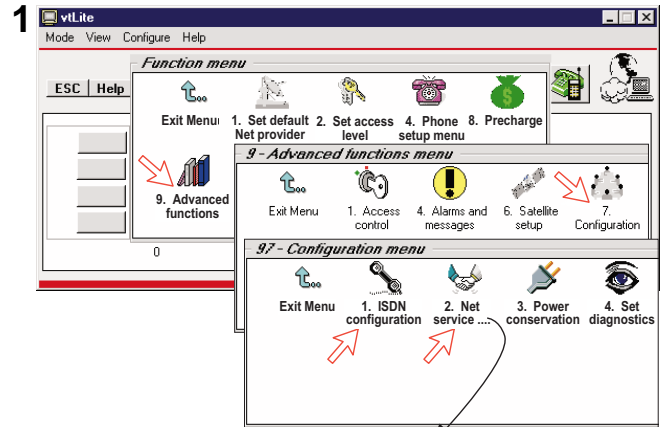 1
vtLite
Mode View Configure Help
Function menu
ESC Help
Exit Menu
1. Set default Net provider
2. Set access level
4. Phone setup menu
8. Precharge
9 - Advanced functions menu
9. Advanced functions
Exit Menu
1. Access control
4. Alarms and messages
6. Satellite setup
7. Configuration
0
97 - Configuration menu
Exit Menu
1. ISDN configuration
2. Net service ....
3. Power conservation
4. Set diagnostics